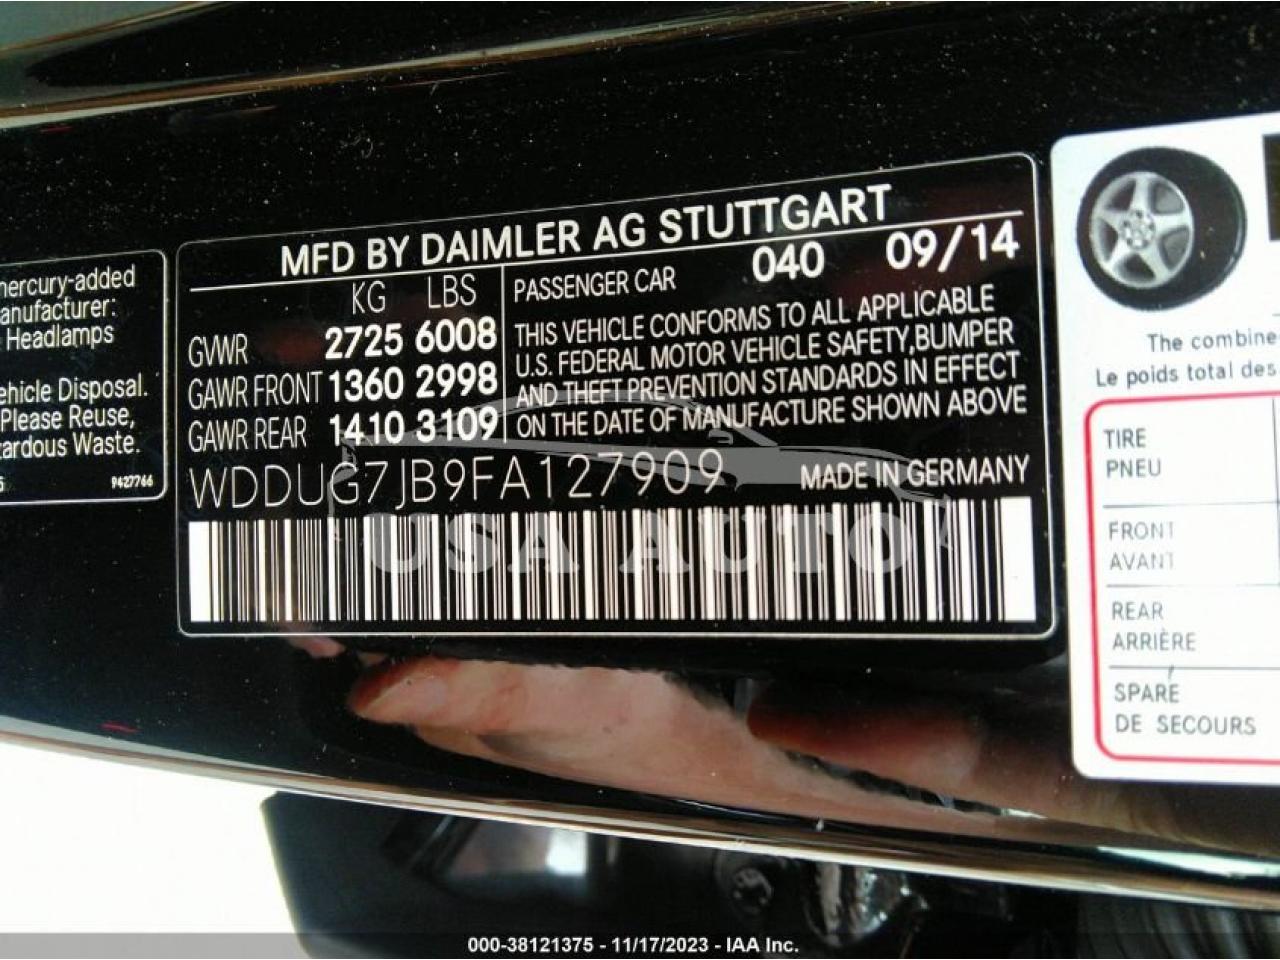 MFD BY DAIMLER AG STUTTGART
KG LBS
GVWR 2725 6008
GAWR FRONT 1360 2998
GAWR REAR 1410 3109
PASSENGER CAR 040 09/14
THIS VEHICLE CONFORMS TO ALL APPLICABLE
U.S. FEDERAL MOTOR VEHICLE SAFETY,BUMPER
AND THEFT PREVENTION STANDARDS IN EFFECT
ON THE DATE OF MANUFACTURE SHOWN ABOVE
WDDUG7JB9FA127909 MADE IN GERMANY
USA AUTO
mercury-added
anufacturer:
Headlamps
ehicle Disposal.
Please Reuse,
zardous Waste.
9427766
The combine
Le poids total des
TIRE
PNEU
FRONT
AVANT
REAR
ARRIÈRE
SPARE
DE SECOURS
000-38121375 - 11/17/2023 - IAA Inc.